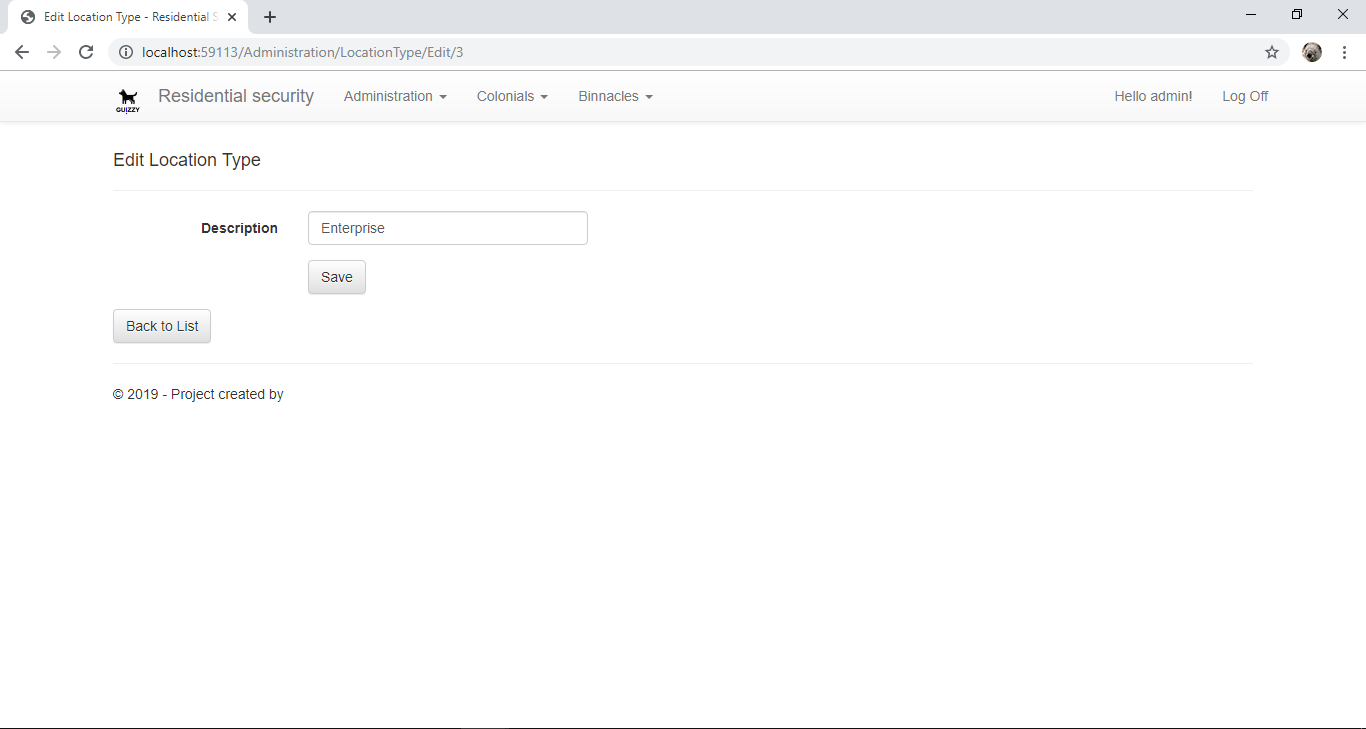 Edit Location Type - Residential S
localhost:59113/Administration/LocationType/Edit/3
GUIZZY
Residential security
Administration
Colonials
Binnacles
Hello admin!
Log Off
Edit Location Type
Description
Enterprise
Save
Back to List
© 2019 - Project created by